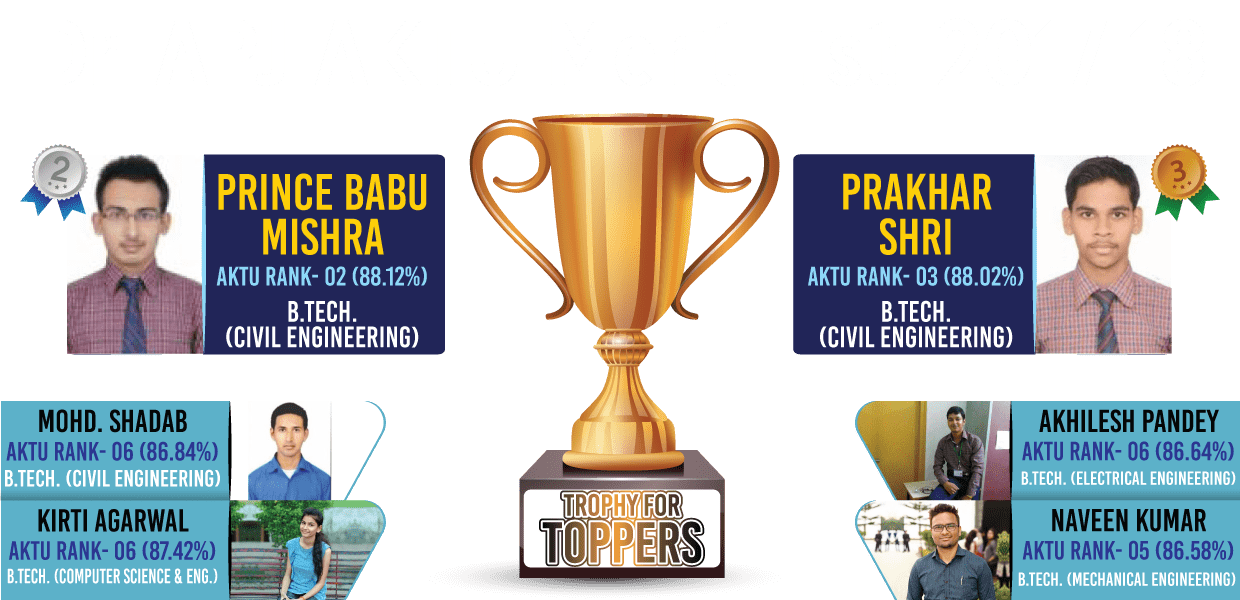 2
PRINCE BABU
MISHRA
AKTU RANK- 02 (88.12%)
B.TECH.
(CIVIL ENGINEERING)
PRAKHAR
SHRI
AKTU RANK- 03 (88.02%)
B.TECH.
(CIVIL ENGINEERING)
3
MOHD. SHADAB
AKTU RANK- 06 (86.84%)
B.TECH. (CIVIL ENGINEERING)
KIRTI AGARWAL
AKTU RANK- 06 (87.42%)
B.TECH. (COMPUTER SCIENCE & ENG.)
TROPHY FOR
TOPPERS
AKHILESH PANDEY
AKTU RANK- 06 (86.64%)
B.TECH. (ELECTRICAL ENGINEERING)
NAVEEN KUMAR
AKTU RANK- 05 (86.58%)
B.TECH. (MECHANICAL ENGINEERING)